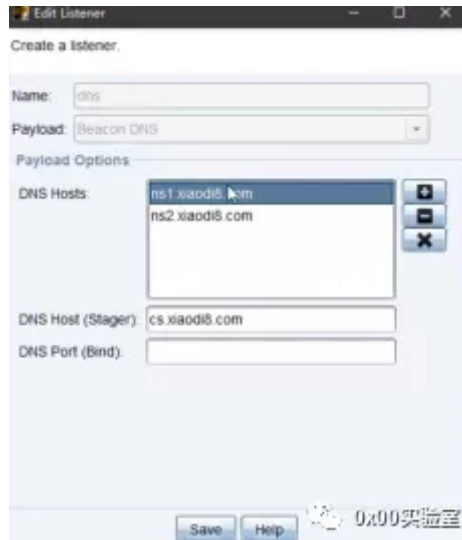 Edit Listener
Create a listener.
Name: dns
Payload: Beacon DNS
Payload Options
DNS Hosts: ns1.xiaodi8.com
ns2.xiaodi8.com
DNS Host (Stager): cs.xiaodi8.com
DNS Port (Bind):
Save Help
0x00实验室